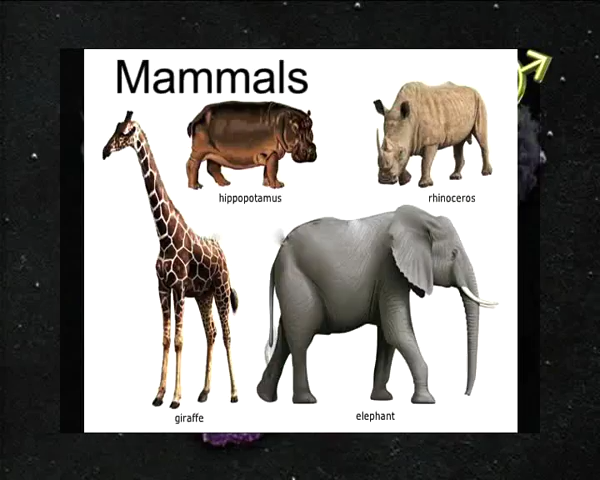 Mammals
hippopotamus
rhinoceros
giraffe
elephant